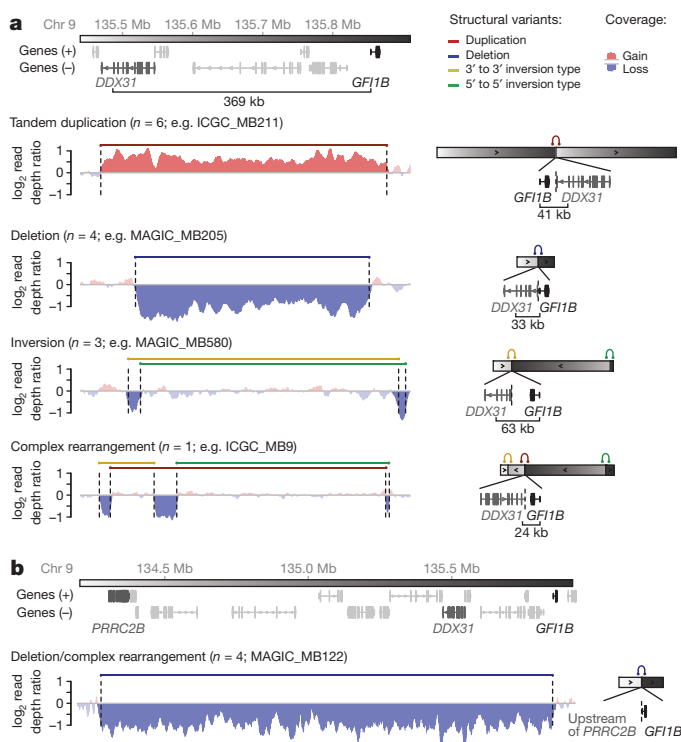 a
Chr 9 135.5 Mb 135.6 Mb 135.7 Mb 135.8 Mb
Genes (+)
Genes (–)
DDX31 GFI1B
369 kb
Structural variants:
Duplication
Deletion
3′ to 3′ inversion type
5′ to 5′ inversion type
Coverage:
Gain
Loss
Tandem duplication (n = 6; e.g. ICGC_MB211)
log2 read depth ratio
1
0
–1
GFI1B DDX31
41 kb
Deletion (n = 4; e.g. MAGIC_MB205)
log2 read depth ratio
1
0
–1
DDX31 GFI1B
33 kb
Inversion (n = 3; e.g. MAGIC_MB580)
log2 read depth ratio
1
0
–1
DDX31 GFI1B
63 kb
Complex rearrangement (n = 1; e.g. ICGC_MB9)
log2 read depth ratio
1
0
–1
DDX31 GFI1B
24 kb
b
Chr 9 134.5 Mb 135.0 Mb 135.5 Mb
Genes (+)
Genes (–)
PRRC2B DDX31 GFI1B
Deletion/complex rearrangement (n = 4; MAGIC_MB122)
log2 read depth ratio
1
0
–1
Upstream
of PRRC2B GFI1B